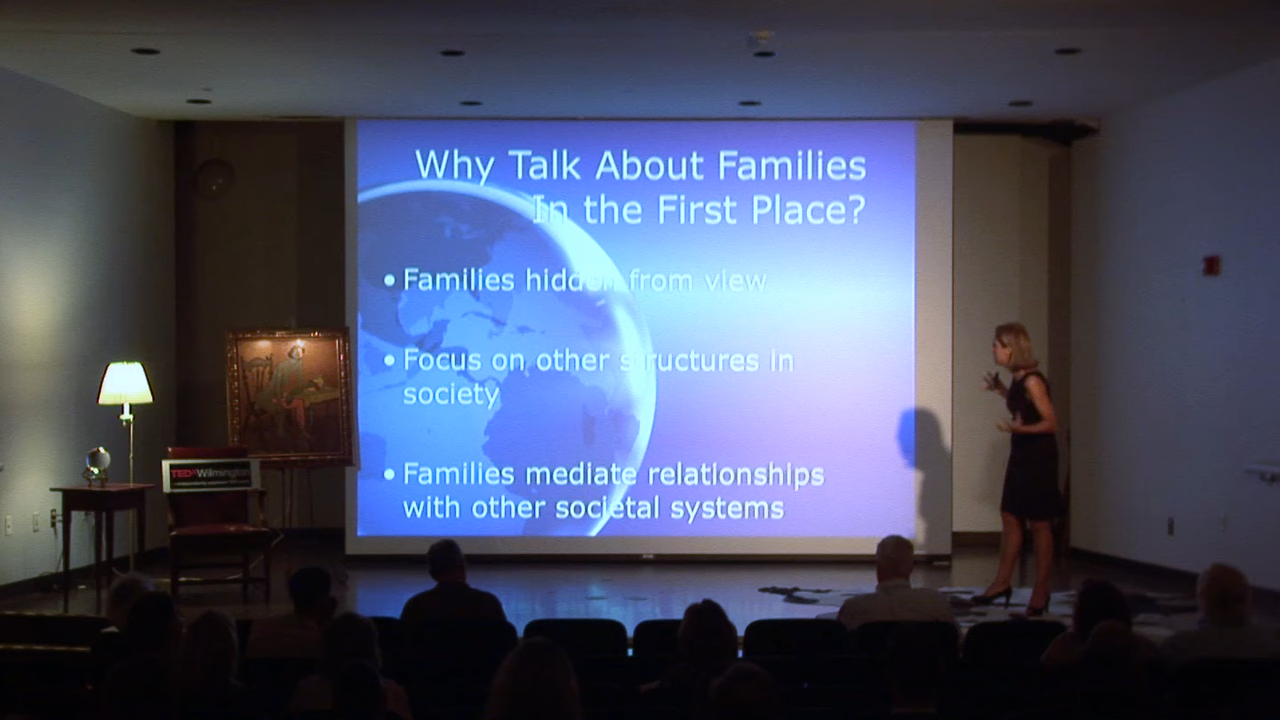 Why Talk About Families
In the First Place?
• Families hidden from view
• Focus on other structures in
society
• Families mediate relationships
with other societal systems
TEDxWilmington